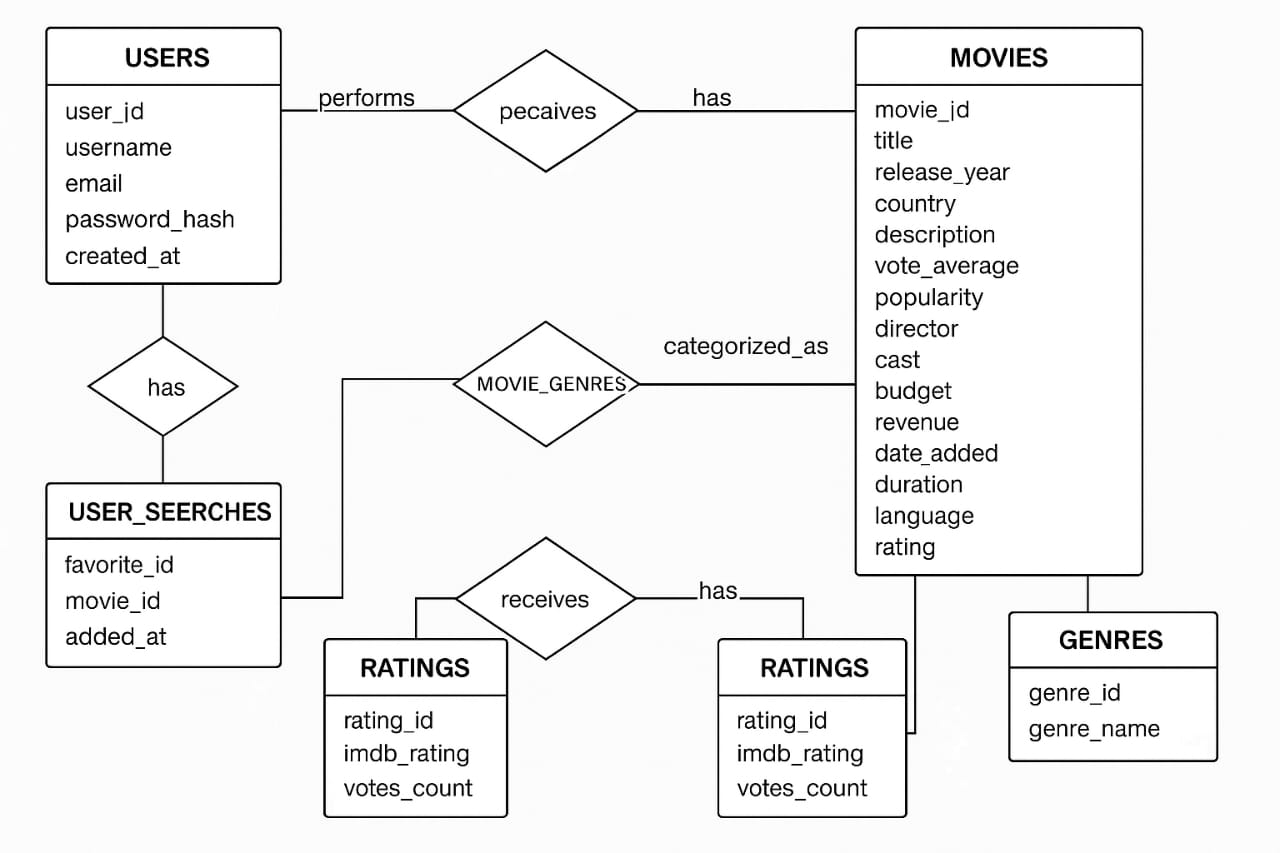 USERS
user_jd
username
email
password_hash
created_at
performs
pecaives
has
MOVIES
movie_jd
title
release_year
country
description
vote_average
popularity
director
cast
budget
revenue
date_added
duration
language
rating
has
MOVIE_GENRES
categorized_as
USER_SEERCHES
favorite_id
movie_id
added_at
receives
has
RATINGS
rating_id
imdb_rating
votes_count
RATINGS
rating_id
imdb_rating
votes_count
GENRES
genre_id
genre_name